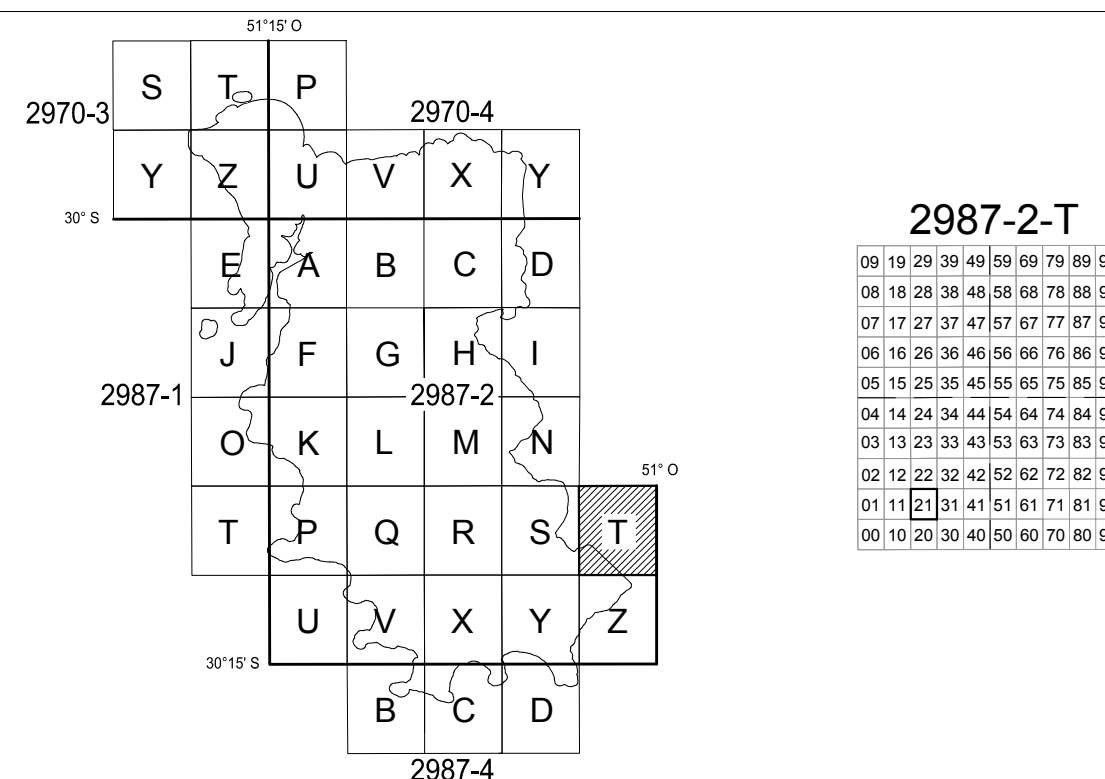 51°15' O
S T P
2970-3 2970-4
Y Z U V X Y
30° S
E A B C D
J F G H I
2987-1 2987-2
O K L M N
51° O
T P Q R S T
U V X Y Z
30°15' S
B C D
2987-4
2987-2-T
09 19 29 39 49 59 69 79 89
08 18 28 38 48 58 68 78 88
07 17 27 37 47 57 67 77 87
06 16 26 36 46 56 66 76 86
05 15 25 35 45 55 65 75 85
04 14 24 34 44 54 64 74 84
03 13 23 33 43 53 63 73 83
02 12 22 32 42 52 62 72 82
01 11 21 31 41 51 61 71 81
00 10 20 30 40 50 60 70 80